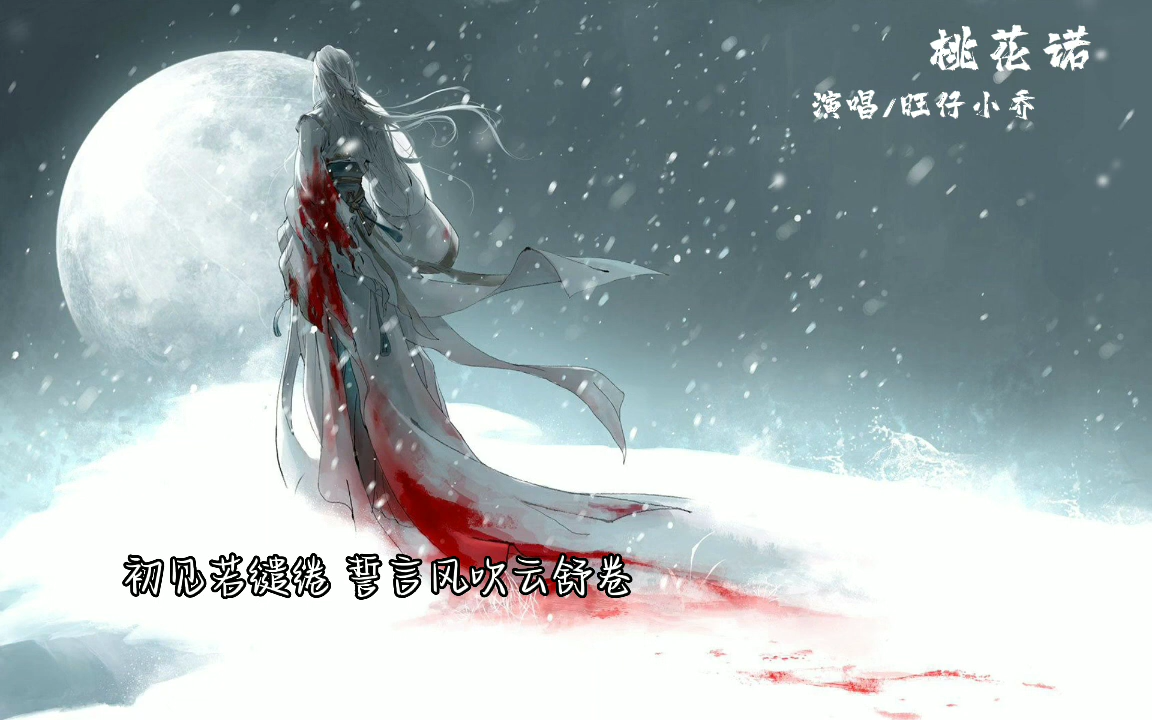 桃花诺
演唱/旺仔小乔
初见若缱绻 誓言风吹云舒卷